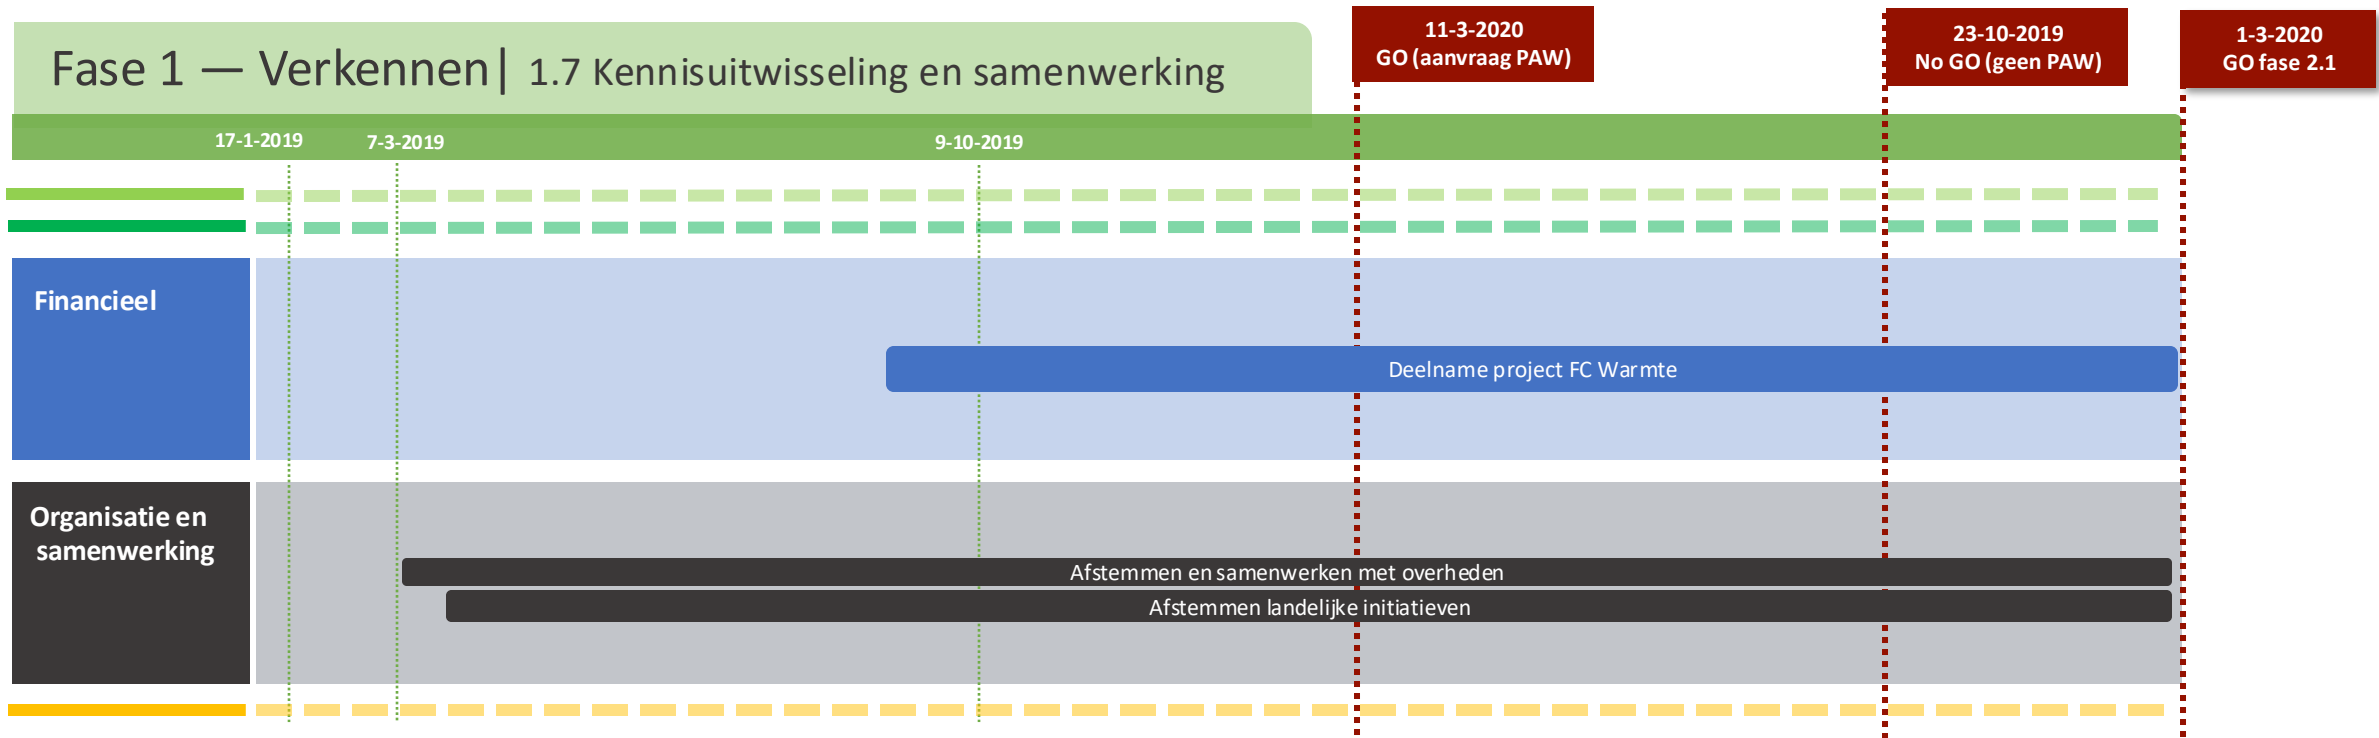 Fase 1 — Verkennen| 1.7 Kennisuitwisseling en samenwerking
11-3-2020
GO (aanvraag PAW)
23-10-2019
No GO (geen PAW)
1-3-2020
GO fase 2.1
17-1-2019
7-3-2019
9-10-2019
Financieel
Deelname project FC Warmte
Organisatie en
samenwerking
Afstemmen en samenwerken met overheden
Afstemmen landelijke initiatieven